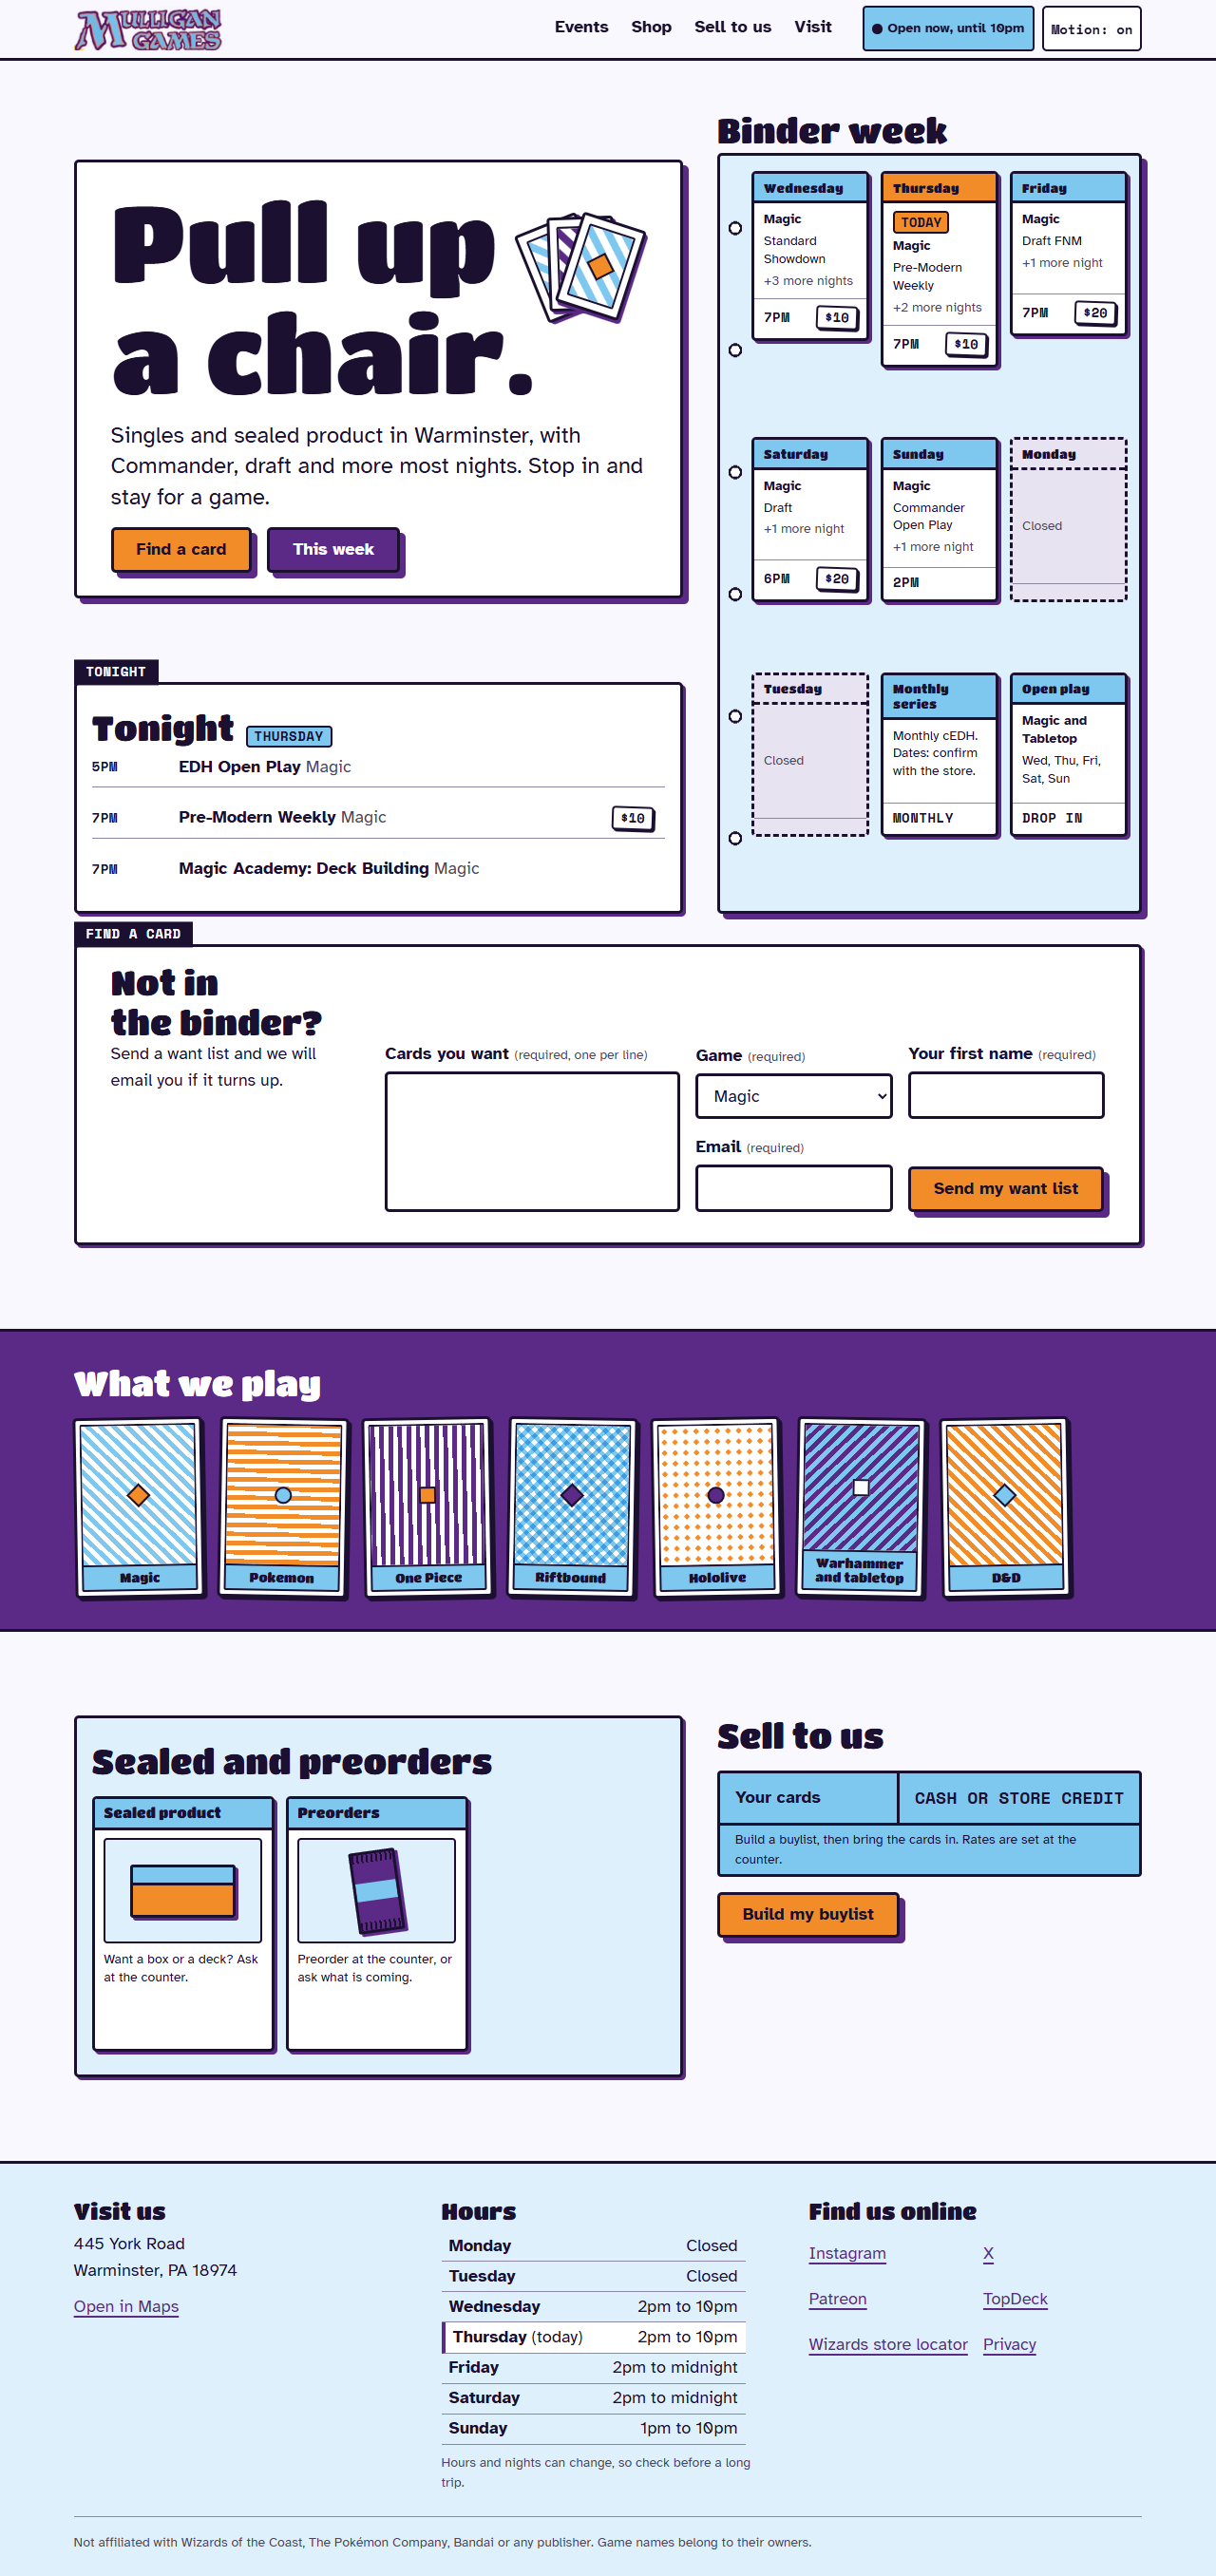 MULLIGAN
GAMES
Events Shop Sell to us Visit
Open now, until 10pm
Motion: on
Pull up
a chair.
Singles and sealed product in Warminster, with
Commander, draft and more most nights. Stop in and
stay for a game.
Find a card
This week
Binder week
Wednesday
Magic
Standard
Showdown
+3 more nights
7PM $10
Thursday
TODAY
Magic
Pre-Modern
Weekly
+2 more nights
7PM $10
Friday
Magic
Draft FNM
+1 more night
7PM $20
Saturday
Magic
Draft
+1 more night
6PM $20
Sunday
Magic
Commander
Open Play
+1 more night
2PM
Monday
Closed
Tuesday
Closed
Monthly
series
Monthly cEDH.
Dates: confirm
with the store.
MONTHLY
Open play
Magic and
Tabletop
Wed, Thu, Fri,
Sat, Sun
DROP IN
TONIGHT
Tonight THURSDAY
5PM EDH Open Play Magic
7PM Pre-Modern Weekly Magic $10
7PM Magic Academy: Deck Building Magic
FIND A CARD
Not in
the binder?
Send a want list and we will
email you if it turns up.
Cards you want (required, one per line)
Game (required)
Magic
Your first name (required)
Email (required)
Send my want list
What we play
Magic
Pokemon
One Piece
Riftbound
Hololive
Warhammer
and tabletop
D&D
Sealed and preorders
Sealed product
Want a box or a deck? Ask
at the counter.
Preorders
Preorder at the counter, or
ask what is coming.
Sell to us
Your cards CASH OR STORE CREDIT
Build a buylist, then bring the cards in. Rates are set at the
counter.
Build my buylist
Visit us
445 York Road
Warminster, PA 18974
Open in Maps
Hours
Monday Closed
Tuesday Closed
Wednesday 2pm to 10pm
Thursday (today) 2pm to 10pm
Friday 2pm to midnight
Saturday 2pm to midnight
Sunday 1pm to 10pm
Hours and nights can change, so check before a long
trip.
Find us online
Instagram X
Patreon TopDeck
Wizards store locator Privacy
Not affiliated with Wizards of the Coast, The Pokémon Company, Bandai or any publisher. Game names belong to their owners.